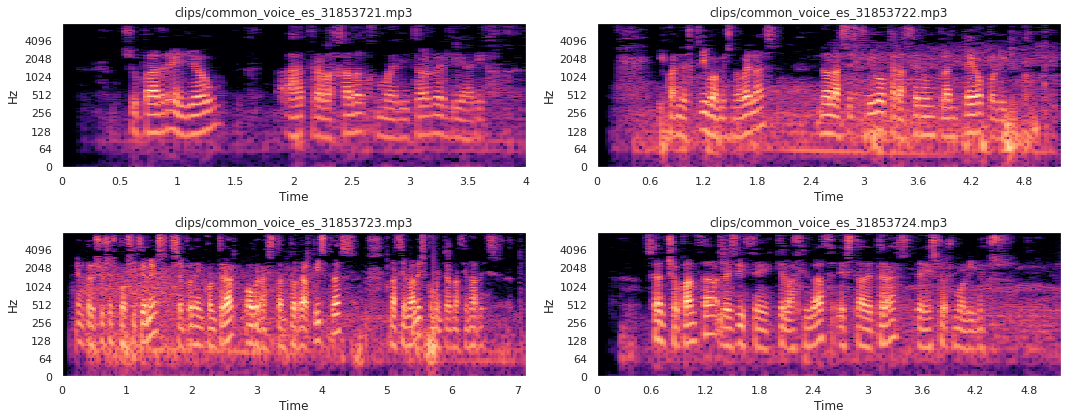 clips/common_voice_es_31853721.mp3
4096
2048
1024
512
256
128
64
0
Hz
0 0.5 1 1.5 2 2.5 3 3.5 4
Time
clips/common_voice_es_31853722.mp3
4096
2048
1024
512
256
128
64
0
Hz
0 0.6 1.2 1.8 2.4 3 3.6 4.2 4.8
Time
clips/common_voice_es_31853723.mp3
4096
2048
1024
512
256
128
64
0
Hz
0 1 2 3 4 5 6 7
Time
clips/common_voice_es_31853724.mp3
4096
2048
1024
512
256
128
64
0
Hz
0 0.6 1.2 1.8 2.4 3 3.6 4.2 4.8
Time